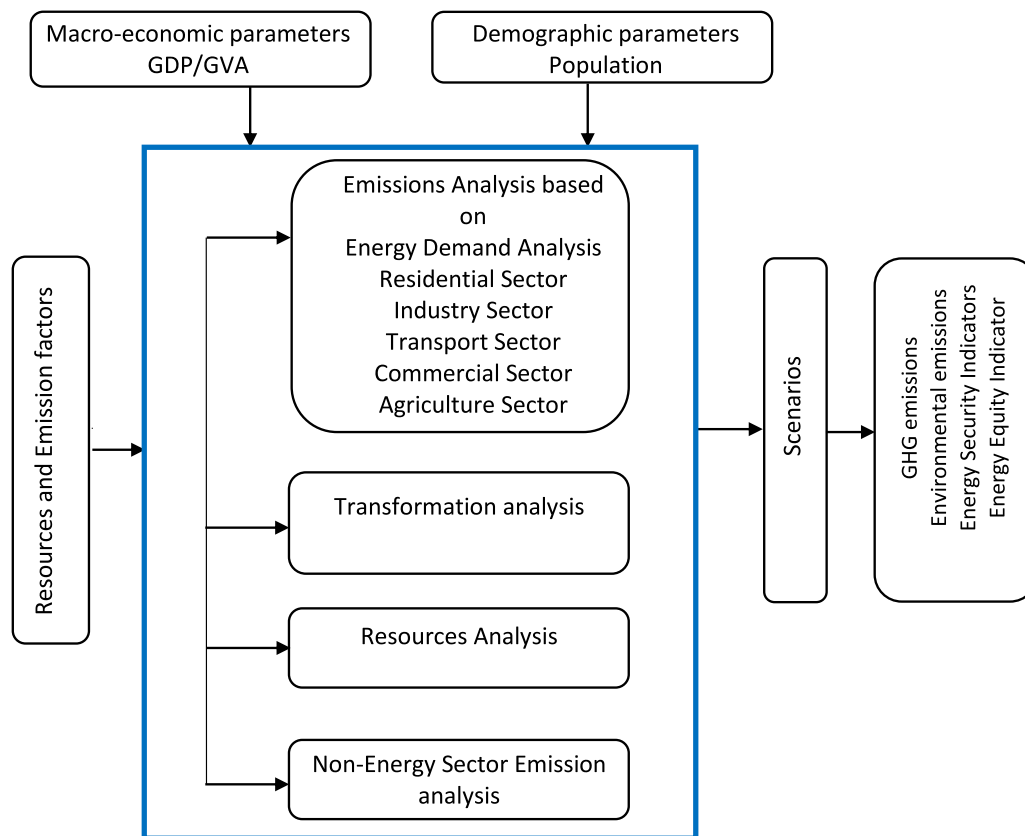 Macro-economic parameters
GDP/GVA
Demographic parameters
Population
Resources and Emission factors
Emissions Analysis based
on
Energy Demand Analysis
Residential Sector
Industry Sector
Transport Sector
Commercial Sector
Agriculture Sector
Transformation analysis
Resources Analysis
Non-Energy Sector Emission
analysis
Scenarios
GHG emissions
Environmental emissions
Energy Security Indicators
Energy Equity Indicator